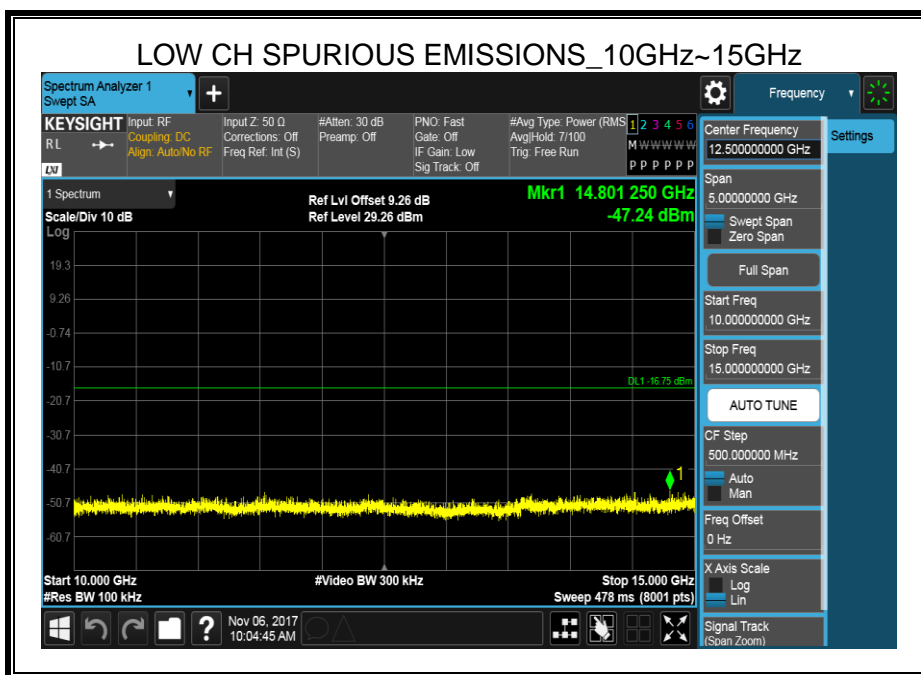 LOW CH SPURIOUS EMISSIONS_10GHz~15GHz
Spectrum Analyzer 1
Swept SA
+
Frequency
KEYSIGHT
R L
LXI
Input: RF
Coupling: DC
Align: Auto/No RF
Input Z: 50 Ω
Corrections: Off
Freq Ref: Int (S)
#Atten: 30 dB
Preamp: Off
PNO: Fast
Gate: Off
IF Gain: Low
Sig Track: Off
#Avg Type: Power (RMS
Avg|Hold: 7/100
Trig: Free Run
1 2 3 4 5 6
M W W W W W
P P P P P P
1 Spectrum
Scale/Div 10 dB
Log
Ref Lvl Offset 9.26 dB
Ref Level 29.26 dBm
Mkr1 14.801 250 GHz
-47.24 dBm
19.3
9.26
-0.74
-10.7
DL1 -16.75 dBm
-20.7
-30.7
-40.7
1
-50.7
-60.7
Start 10.000 GHz
#Res BW 100 kHz
#Video BW 300 kHz
Stop 15.000 GHz
Sweep 478 ms (8001 pts)
?
Nov 06, 2017
10:04:45 AM
Center Frequency
12.500000000 GHz
Settings
Span
5.00000000 GHz
Swept Span
Zero Span
Full Span
Start Freq
10.000000000 GHz
Stop Freq
15.000000000 GHz
AUTO TUNE
CF Step
500.000000 MHz
Auto
Man
Freq Offset
0 Hz
X Axis Scale
Log
Lin
Signal Track
(Span Zoom)